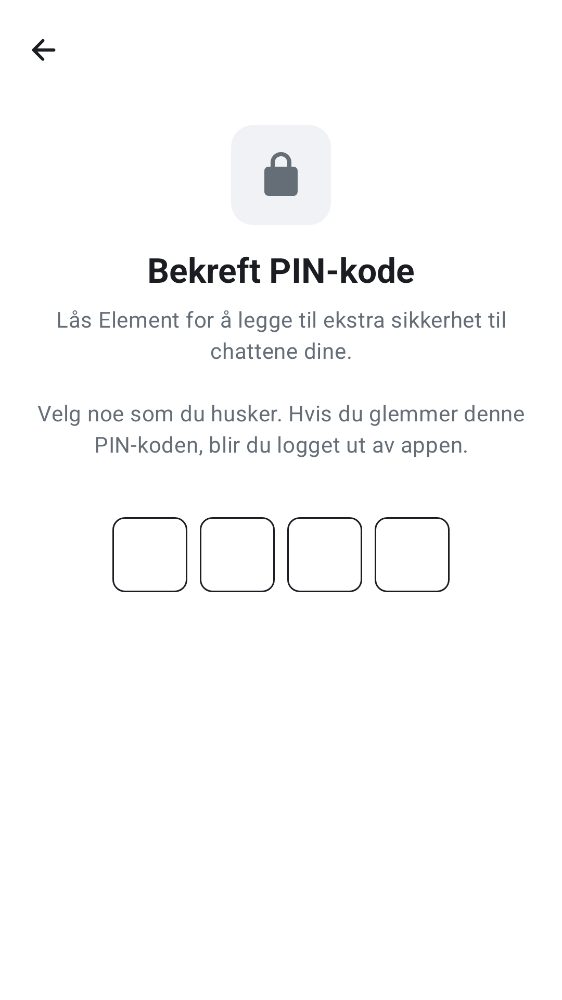 Bekreft PIN-kode
Lås Element for å legge til ekstra sikkerhet til
chattene dine.
Velg noe som du husker. Hvis du glemmer denne
PIN-koden, blir du logget ut av appen.